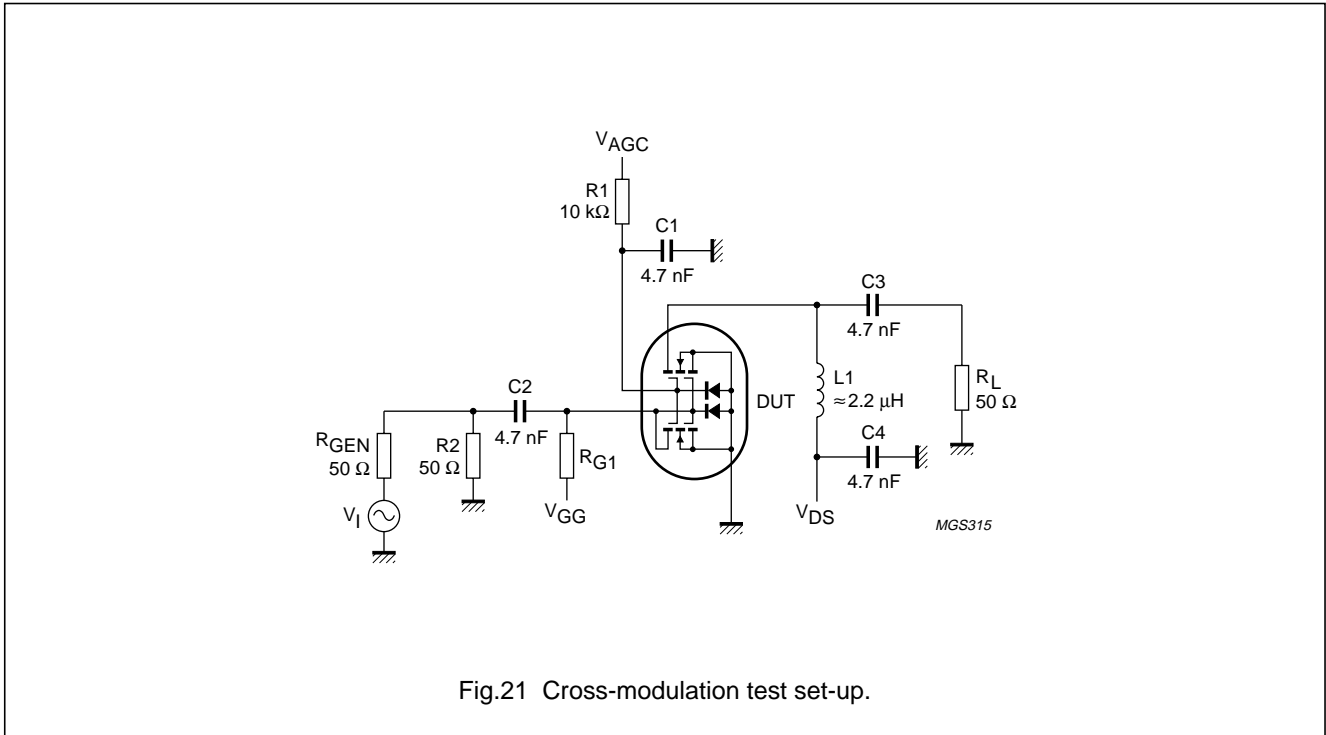 VAGC
R1
10 kΩ
C1
4.7 nF
C3
4.7 nF
L1
≈2.2 μH
RL
50 Ω
DUT
C2
4.7 nF
C4
4.7 nF
RGEN
50 Ω
R2
50 Ω
RG1
VI
VGG
VDS
MGS315
Fig.21 Cross-modulation test set-up.